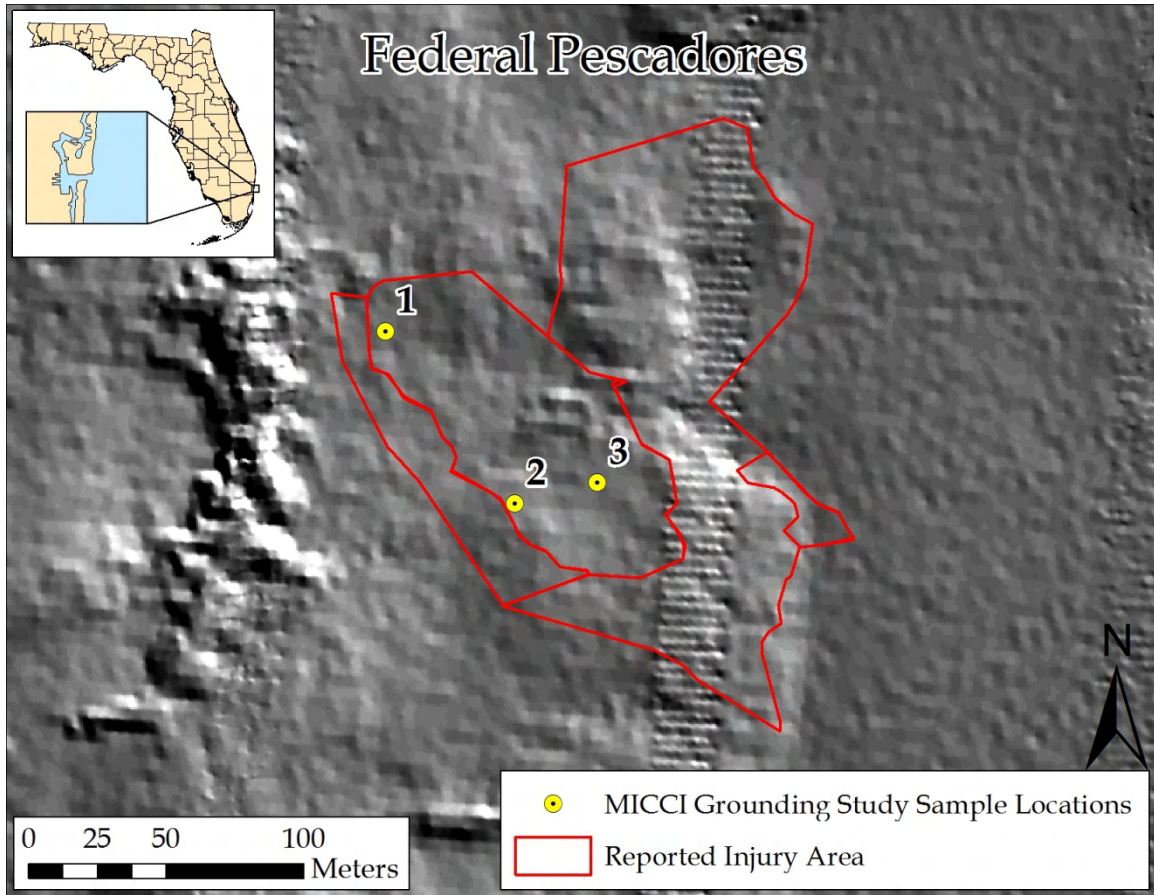 Federal Pescadores
1
2
3
N
0 25 50 100
Meters
MICCI Grounding Study Sample Locations
Reported Injury Area